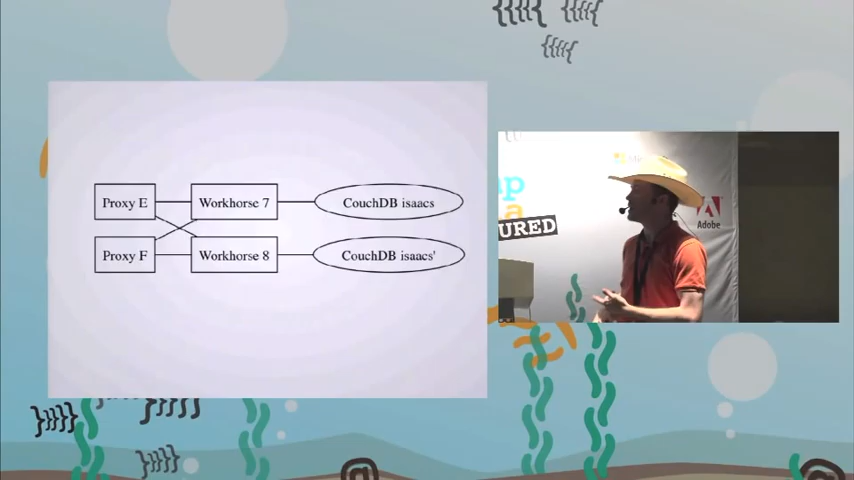 Proxy E
Workhorse 7
CouchDB isaacs
Proxy F
Workhorse 8
CouchDB isaacs'
URED
Adobe